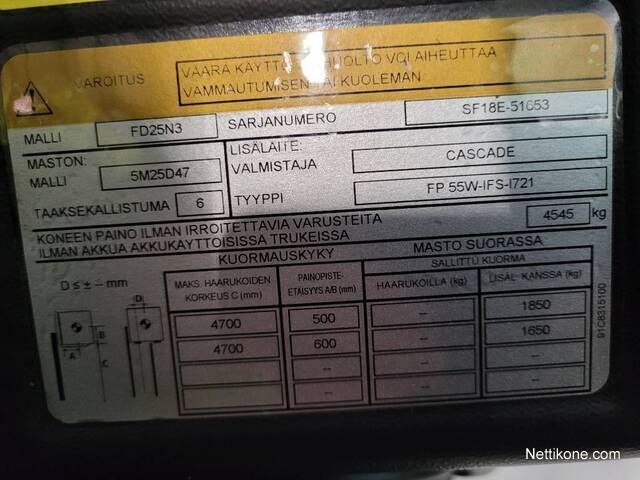 VAROITUS
VÄÄRÄ KÄYTTÖ HUOLTO VOI AIHEUTTAA
VAMMAUTUMISEN TAI KUOLEMAN
MALLI FD25N3 SARJANUMERO SF18E-51653
MASTON: MALLI 5M25D47
LISÄLAITE: VALMISTAJA CASCADE
TAAKSEKALLISTUMA 6 TYYPPI FP 55W-IFS-I721
KONEEN PAINO ILMAN IRROITETTAVIA VARUSTEITA
ILMAN AKKUA AKKUKÄYTTÖISISSÄ TRUKEISSA
4545 kg
KUORMAUSKYKY MASTO SUORASSA
D ≤ ± – mm
MAKS. HAARUKOIDEN KORKEUS C (mm)
PAINOPISTE-
ETÄISYYS A/B (mm)
SALLITTU KUORMA
HAARUKOILLA (kg) LISÄL. KANSSA (kg)
4700 500 – 1850
4700 600 – 1650
– – –
– – –
D
B
A
C
91C8315100
Nettikone.com